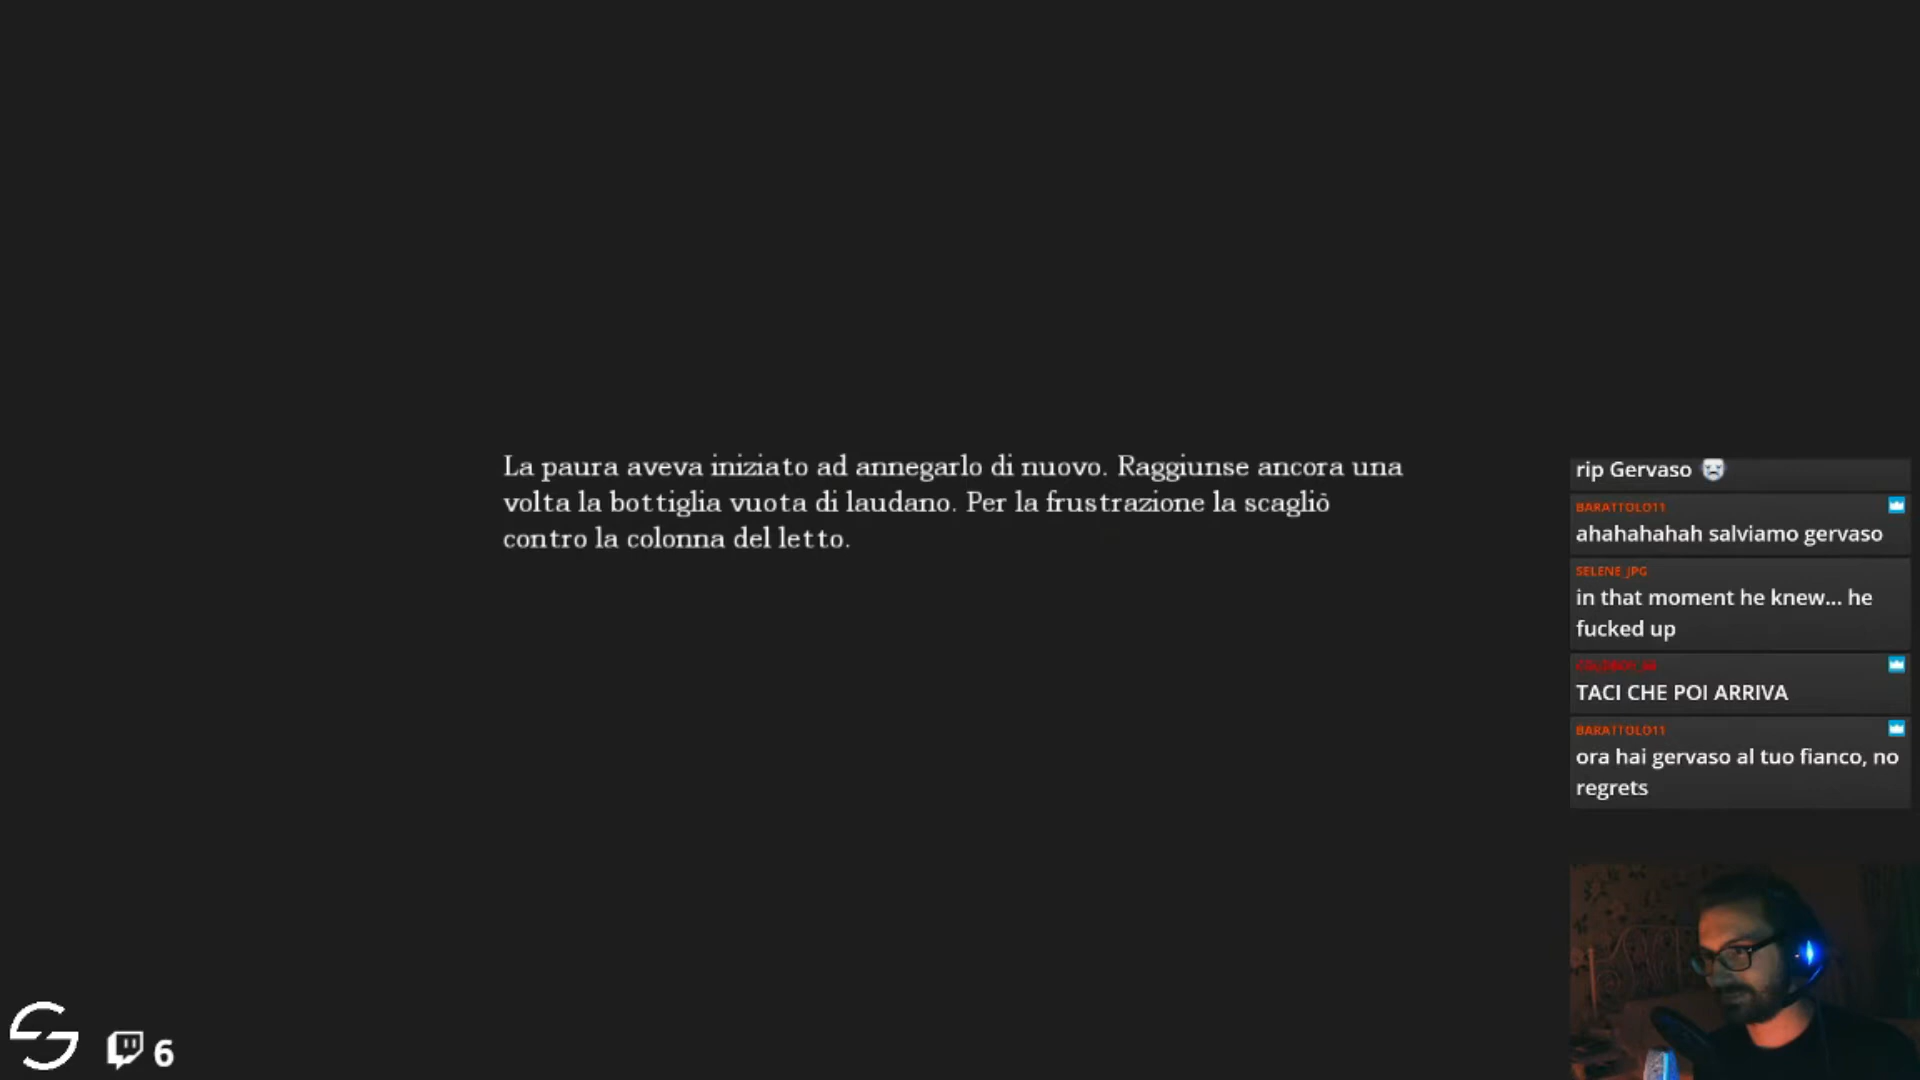 La paura aveva iniziato ad annegarlo di nuovo. Raggiunse ancora una
volta la bottiglia vuota di laudano. Per la frustrazione la scagliò
contro la colonna del letto.
rip Gervaso
BARATTOLO11
ahahahahah salviamo gervaso
SELENE_JPG
in that moment he knew... he
fucked up
TACI CHE POI ARRIVA
BARATTOLO11
ora hai gervaso al tuo fianco, no
regrets
6